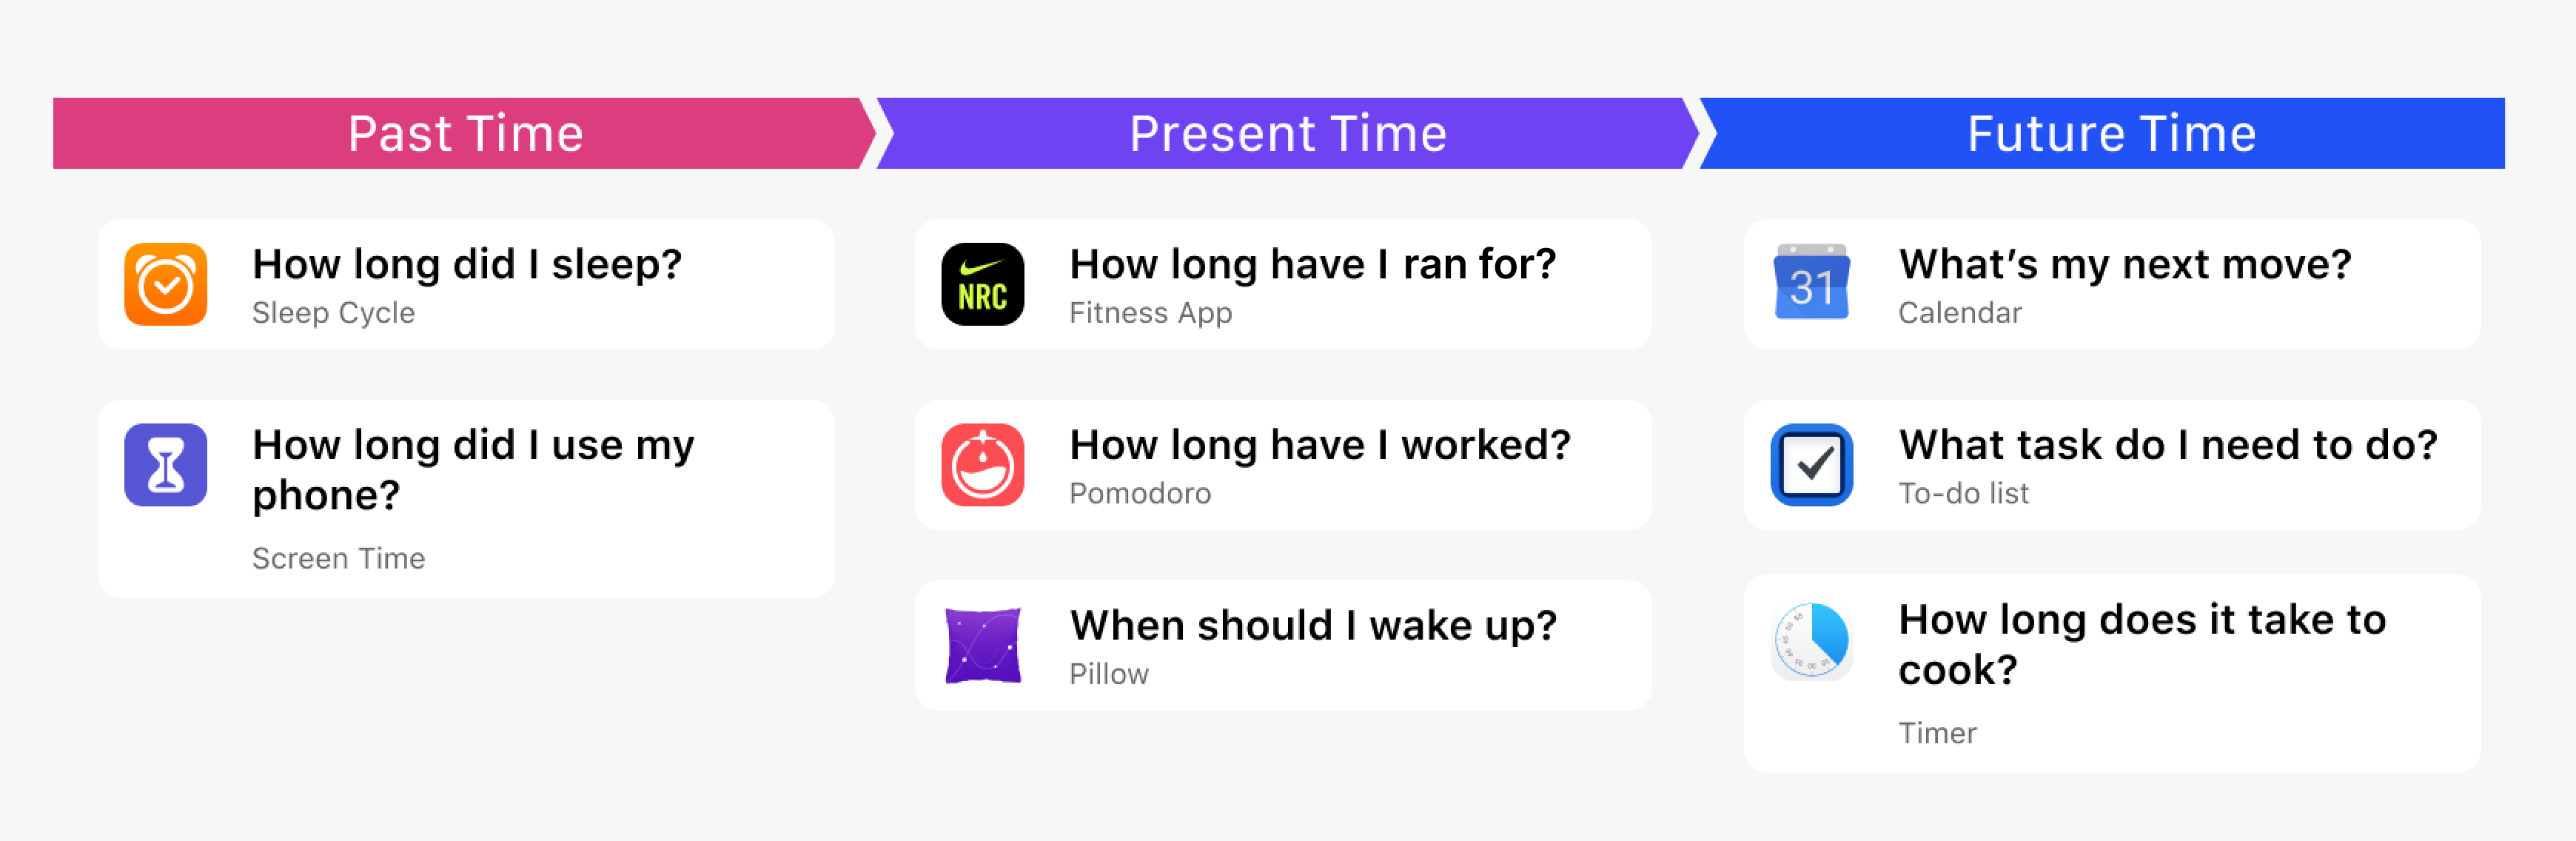 Past Time
Present Time
Future Time
How long did I sleep?
Sleep Cycle
How long did I use my
phone?
Screen Time
NRC
How long have I ran for?
Fitness App
How long have I worked?
Pomodoro
When should I wake up?
Pillow
31
What's my next move?
Calendar
What task do I need to do?
To-do list
How long does it take to
cook?
Timer